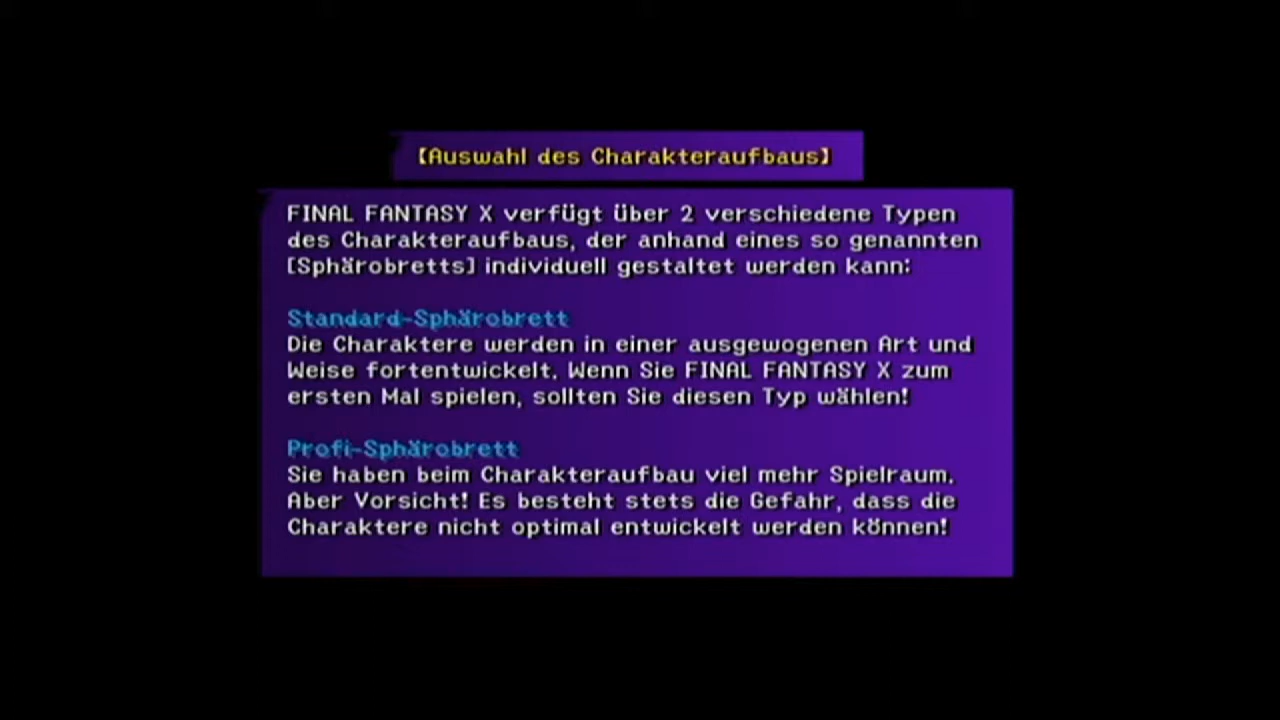 【Auswahl des Charakteraufbaus】
FINAL FANTASY X verfügt über 2 verschiedene Typen
des Charakteraufbaus, der anhand eines so genannten
[Sphärobretts] individuell gestaltet werden kann:
Standard-Sphärobrett
Die Charaktere werden in einer ausgewogenen Art und
Weise fortentwickelt. Wenn Sie FINAL FANTASY X zum
ersten Mal spielen, sollten Sie diesen Typ wählen!
Profi-Sphärobrett
Sie haben beim Charakteraufbau viel mehr Spielraum.
Aber Vorsicht! Es besteht stets die Gefahr, dass die
Charaktere nicht optimal entwickelt werden können!